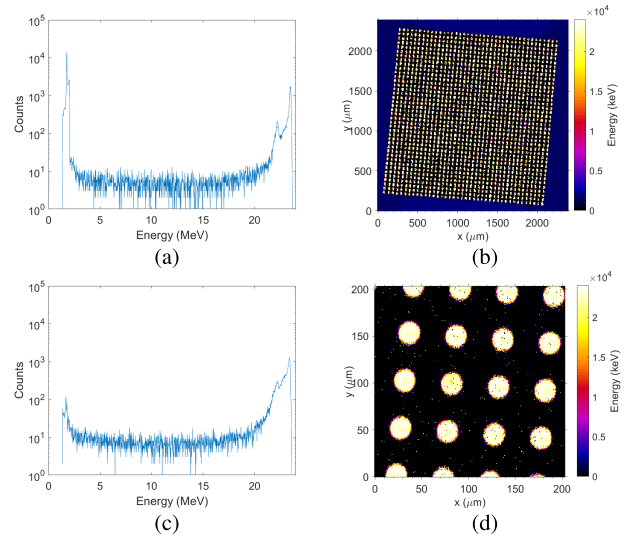 10^5
10^4
10^3
10^2
10^1
10^0
Counts
0 5 10 15 20
Energy (MeV)
(a)
2000
1500
1000
500
0
y (μm)
0 500 1000 1500 2000
x (μm)
×10^4
2
1.5
1
0.5
0
Energy (keV)
(b)
10^5
10^4
10^3
10^2
10^1
10^0
Counts
0 5 10 15 20
Energy (MeV)
(c)
200
150
100
50
0
y (μm)
0 50 100 150 200
x (μm)
×10^4
2
1.5
1
0.5
0
Energy (keV)
(d)